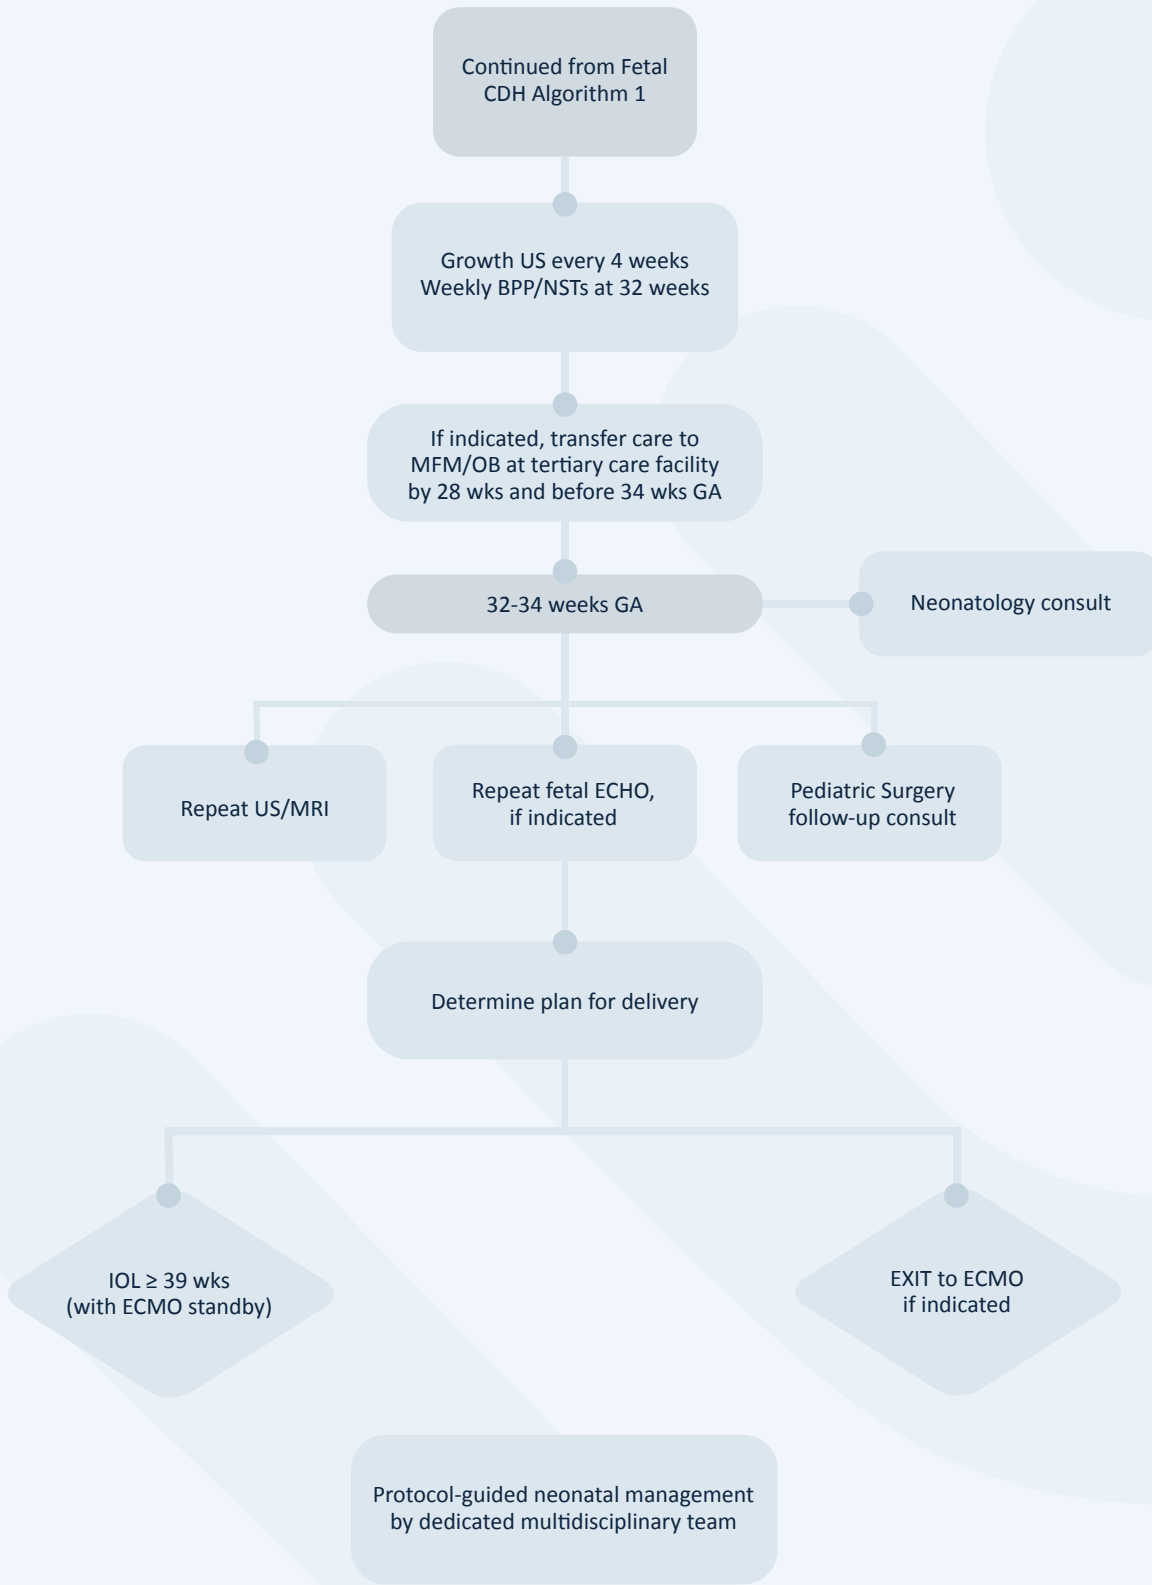 Continued from Fetal
CDH Algorithm 1
Growth US every 4 weeks
Weekly BPP/NSTs at 32 weeks
If indicated, transfer care to
MFM/OB at tertiary care facility
by 28 wks and before 34 wks GA
32-34 weeks GA
Neonatology consult
Repeat US/MRI
Repeat fetal ECHO,
if indicated
Pediatric Surgery
follow-up consult
Determine plan for delivery
IOL ≥ 39 wks
(with ECMO standby)
EXIT to ECMO
if indicated
Protocol-guided neonatal management
by dedicated multidisciplinary team